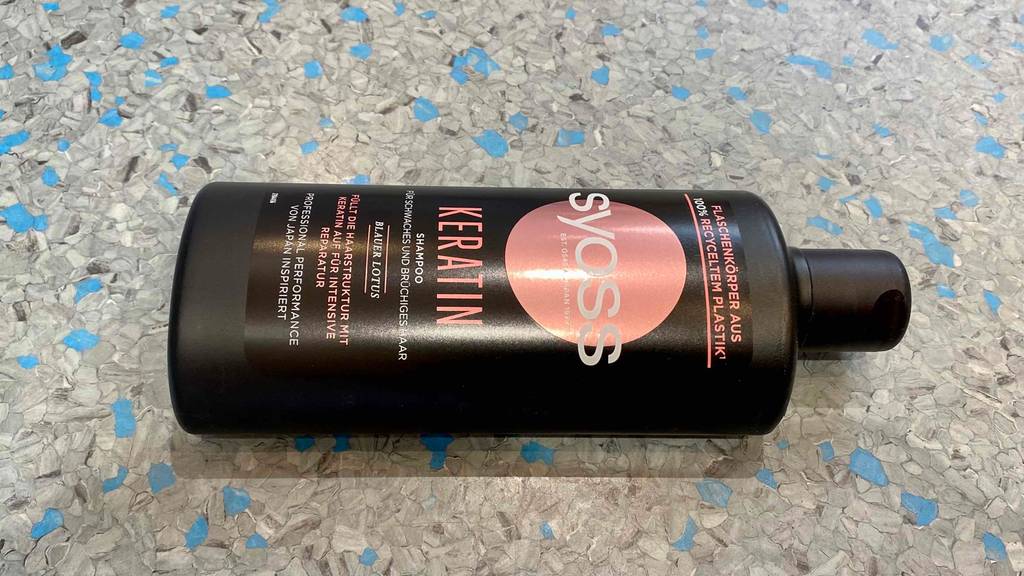 FLASCHENKÖRPER AUS
100% RECYCELTEM PLASTIK¹
syoss
KERATIN
SHAMPOO
FÜR SCHWACHES UND BRÜCHIGES HAAR
BLAUER LOTUS
FÜLLT DIE HAARSTRUKTUR MIT
KERATIN AUF FÜR INTENSIVE
REPARATUR
PROFESSIONAL PERFORMANCE
VON JAPAN INSPIRIERT